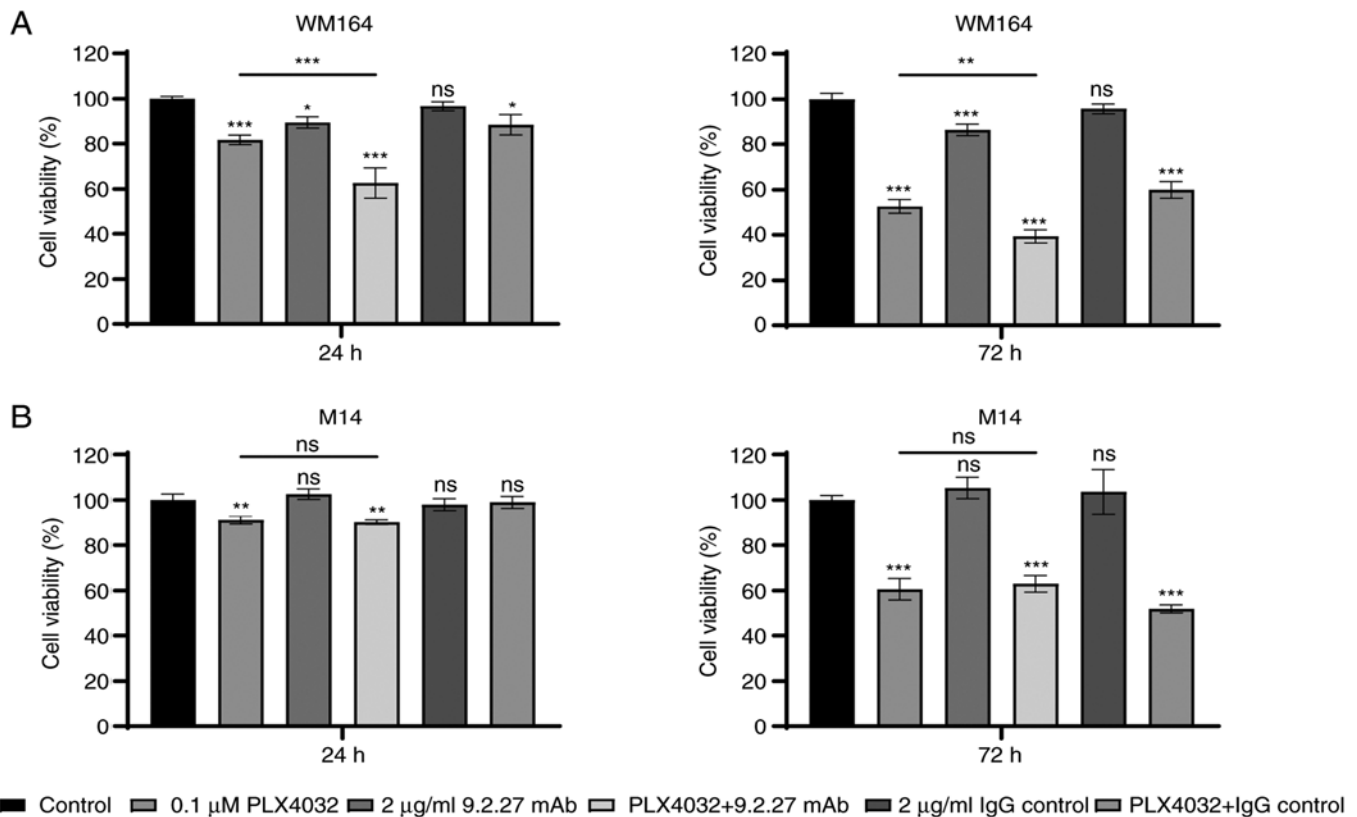 A
WM164
WM164
120
100
80
60
40
20
0
Cell viability (%)
***
***
*
***
ns
*
24 h
120
100
80
60
40
20
0
Cell viability (%)
**
***
***
***
ns
***
72 h
B
M14
M14
120
100
80
60
40
20
0
Cell viability (%)
ns
**
ns
**
ns
ns
24 h
120
100
80
60
40
20
0
Cell viability (%)
ns
***
ns
***
ns
***
72 h
Control 0.1 μM PLX4032 2 μg/ml 9.2.27 mAb PLX4032+9.2.27 mAb 2 μg/ml IgG control PLX4032+IgG control